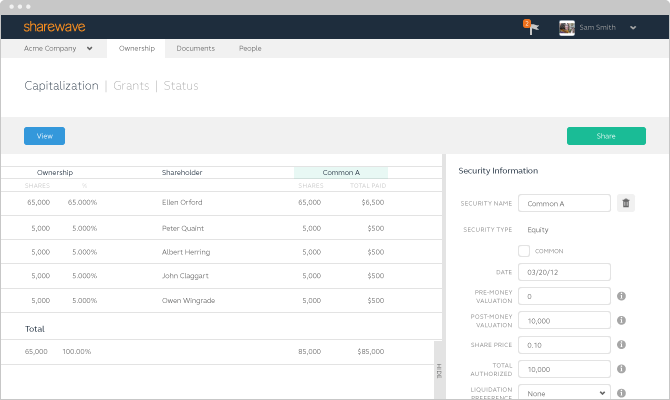 sharewave
2
Sam Smith
Acme Company
Ownership
Documents
People
Capitalization | Grants | Status
View
Share
Ownership Shareholder Common A
SHARES % SHARES TOTAL PAID
65,000 65.000% Ellen Orford 65,000 $6,500
5,000 5.000% Peter Quaint 5,000 $500
5,000 5.000% Albert Herring 5,000 $500
5,000 5.000% John Claggart 5,000 $500
5,000 5.000% Owen Wingrade 5,000 $500
Total
65,000 100.00% 85,000 $85,000
HIDE
Security Information
SECURITY NAME Common A
SECURITY TYPE Equity
COMMON
DATE 03/20/12
PRE-MONEY
VALUATION 0
POST-MONEY
VALUATION 10,000
SHARE PRICE 0.10
TOTAL
AUTHORIZED 10,000
LIQUIDATION
PREFERENCE None